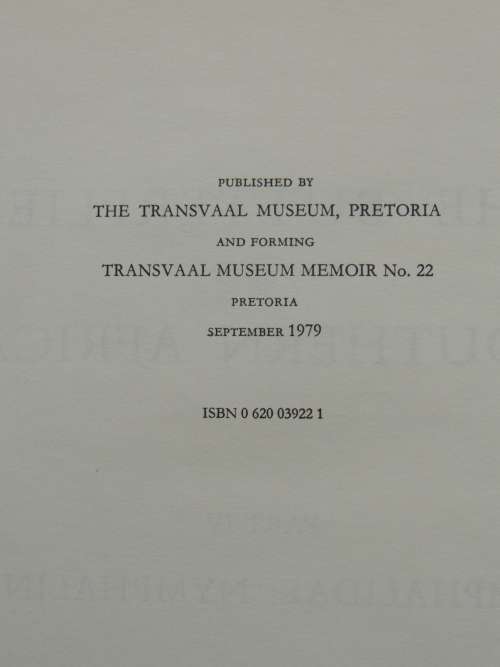 PUBLISHED BY
THE TRANSVAAL MUSEUM, PRETORIA
AND FORMING
TRANSVAAL MUSEUM MEMOIR No. 22
PRETORIA
SEPTEMBER 1979
ISBN 0 620 03922 1